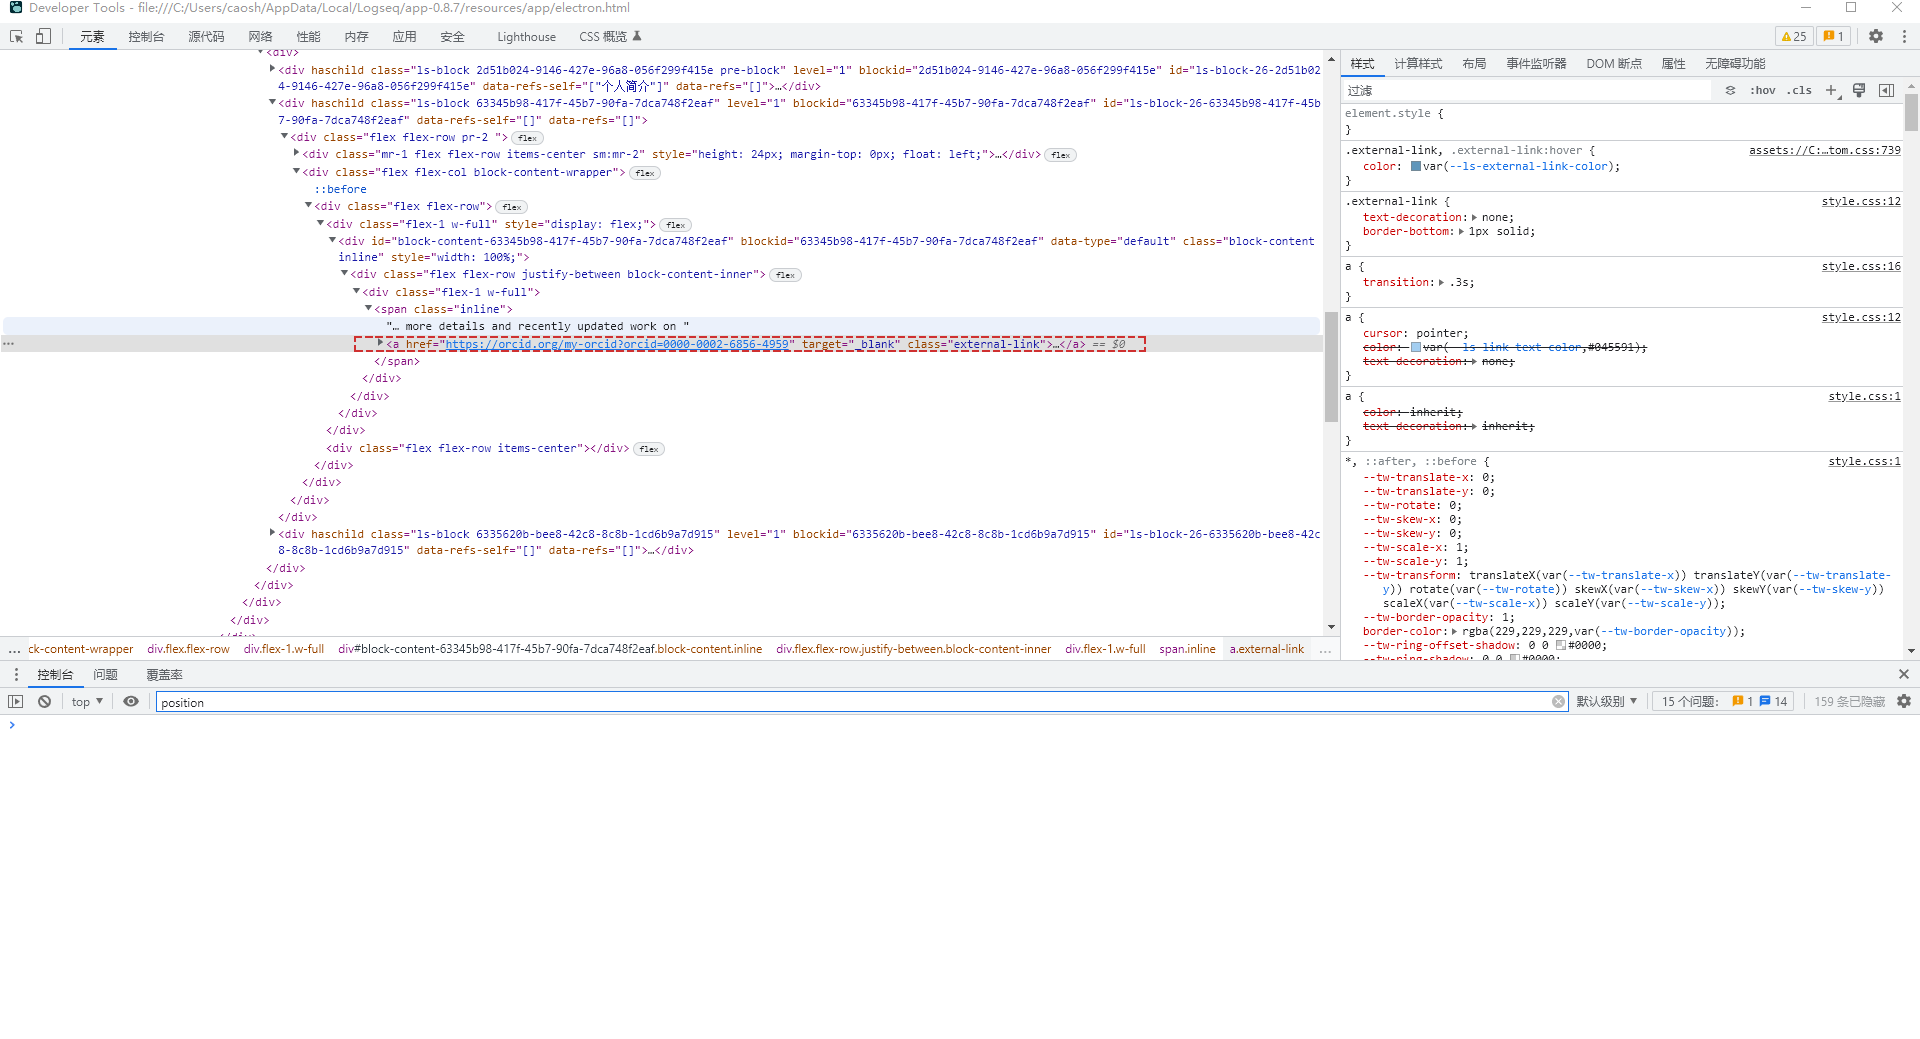 Developer Tools - file:///C:/Users/caosh/AppData/Local/Logseq/app-0.8.7/resources/app/electron.html
元素 控制台 源代码 网络 性能 内存 应用 安全 Lighthouse CSS 概览 25 1
<div>
<div haschild class="ls-block 2d51b024-9146-427e-96a8-056f299f415e pre-block" level="1" blockid="2d51b024-9146-427e-96a8-056f299f415e" id="ls-block-26-2d51b02
4-9146-427e-96a8-056f299f415e" data-refs-self="["个人简介"]" data-refs="[]">…</div>
<div haschild class="ls-block 63345b98-417f-45b7-90fa-7dca748f2eaf" level="1" blockid="63345b98-417f-45b7-90fa-7dca748f2eaf" id="ls-block-26-63345b98-417f-45b
7-90fa-7dca748f2eaf" data-refs-self="[]" data-refs="[]">
<div class="flex flex-row pr-2 "> flex
<div class="mr-1 flex flex-row items-center sm:mr-2" style="height: 24px; margin-top: 0px; float: left;">…</div> flex
<div class="flex flex-col block-content-wrapper"> flex
::before
<div class="flex flex-row"> flex
<div class="flex-1 w-full" style="display: flex;"> flex
<div id="block-content-63345b98-417f-45b7-90fa-7dca748f2eaf" blockid="63345b98-417f-45b7-90fa-7dca748f2eaf" data-type="default" class="block-content
inline" style="width: 100%;">
<div class="flex flex-row justify-between block-content-inner"> flex
<div class="flex-1 w-full">
<span class="inline">
"… more details and recently updated work on "
<a href="https://orcid.org/my-orcid?orcid=0000-0002-6856-4959" target="_blank" class="external-link">…</a> == $0
</span>
</div>
</div>
</div>
</div>
<div class="flex flex-row items-center"></div> flex
</div>
</div>
</div>
</div>
<div haschild class="ls-block 6335620b-bee8-42c8-8c8b-1cd6b9a7d915" level="1" blockid="6335620b-bee8-42c8-8c8b-1cd6b9a7d915" id="ls-block-26-6335620b-bee8-42c
8-8c8b-1cd6b9a7d915" data-refs-self="[]" data-refs="[]">…</div>
</div>
</div>
</div>
</div>
</div>
… ck-content-wrapper div.flex.flex-row div.flex-1.w-full div#block-content-63345b98-417f-45b7-90fa-7dca748f2eaf.block-content.inline div.flex.flex-row.justify-between.block-content-inner div.flex-1.w-full span.inline a.external-link …
样式 计算样式 布局 事件监听器 DOM 断点 属性 无障碍功能
过滤 :hov .cls
element.style {
}
.external-link, .external-link:hover { assets://C:…tom.css:739
color: var(--ls-external-link-color);
}
.external-link { style.css:12
text-decoration: none;
border-bottom: 1px solid;
}
a { style.css:16
transition: .3s;
}
a { style.css:12
cursor: pointer;
color: var(--ls-link-text-color,#045591);
text-decoration: none;
}
a { style.css:1
color: inherit;
text-decoration: inherit;
}
*, ::after, ::before { style.css:1
--tw-translate-x: 0;
--tw-translate-y: 0;
--tw-rotate: 0;
--tw-skew-x: 0;
--tw-skew-y: 0;
--tw-scale-x: 1;
--tw-scale-y: 1;
--tw-transform: translateX(var(--tw-translate-x)) translateY(var(--tw-translate-
y)) rotate(var(--tw-rotate)) skewX(var(--tw-skew-x)) skewY(var(--tw-skew-y))
scaleX(var(--tw-scale-x)) scaleY(var(--tw-scale-y));
--tw-border-opacity: 1;
border-color: rgba(229,229,229,var(--tw-border-opacity));
--tw-ring-offset-shadow: 0 0 #0000;
--tw-ring-shadow: 0 0 #0000;
控制台 问题 覆盖率
top position 默认级别 15 个问题: 1 14 159 条已隐藏